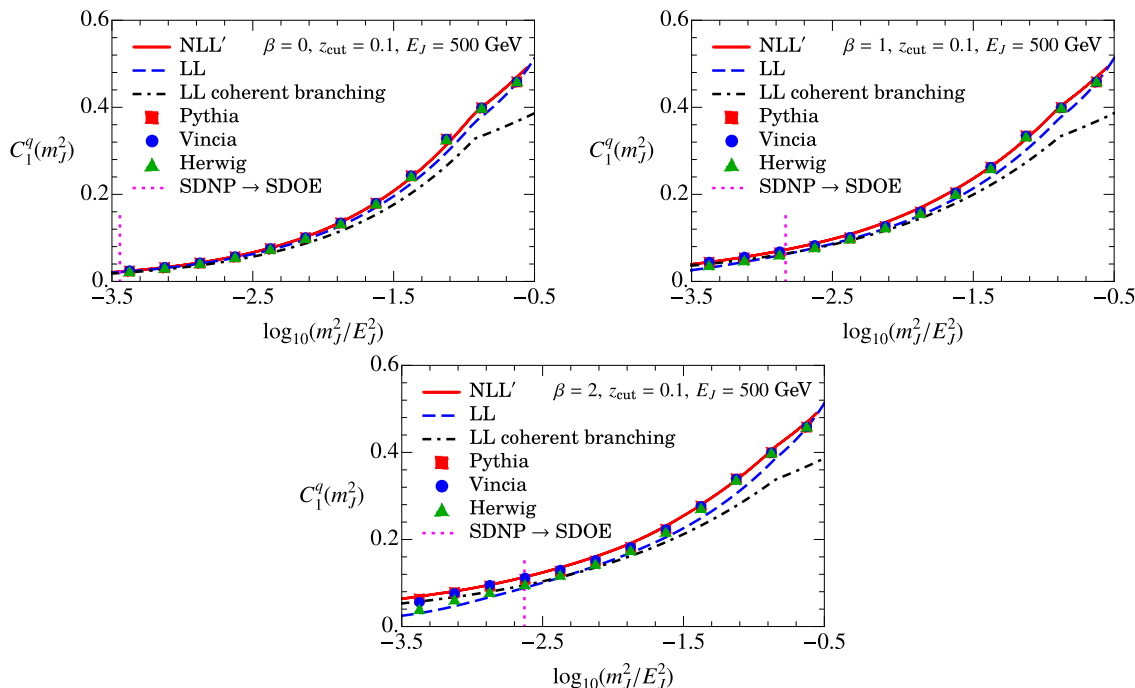 0.6
0.4
0.2
0.
C_1^q(m_J^2)
NLL′
β = 0, z_cut = 0.1, E_J = 500 GeV
LL
LL coherent branching
Pythia
Vincia
Herwig
SDNP → SDOE
−3.5 −2.5 −1.5 −0.5
log_10(m_J^2/E_J^2)
0.6
0.4
0.2
0.
C_1^q(m_J^2)
NLL′
β = 1, z_cut = 0.1, E_J = 500 GeV
LL
LL coherent branching
Pythia
Vincia
Herwig
SDNP → SDOE
−3.5 −2.5 −1.5 −0.5
log_10(m_J^2/E_J^2)
0.6
0.4
0.2
0.
C_1^q(m_J^2)
NLL′
β = 2, z_cut = 0.1, E_J = 500 GeV
LL
LL coherent branching
Pythia
Vincia
Herwig
SDNP → SDOE
−3.5 −2.5 −1.5 −0.5
log_10(m_J^2/E_J^2)